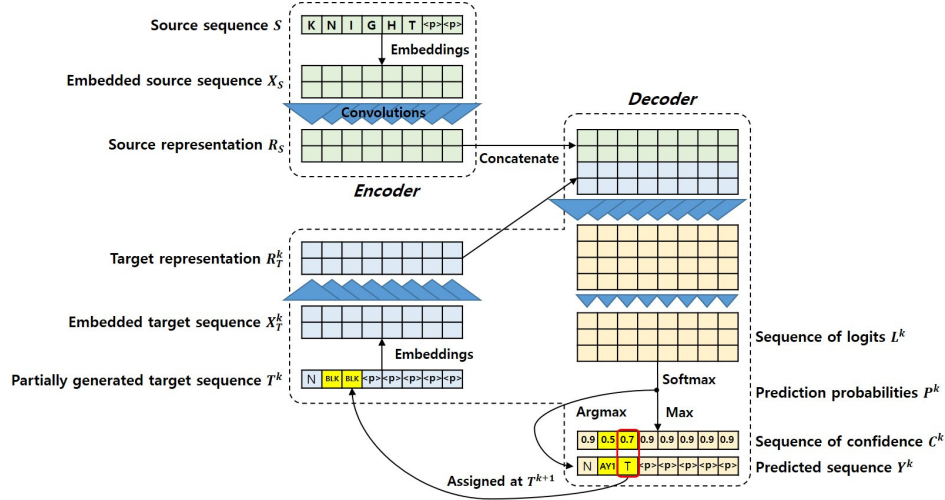 Source sequence S
K N I G H T <p> <p>
Embeddings
Embedded source sequence X_S
Convolutions
Decoder
Source representation R_S
Concatenate
Encoder
Target representation R_T^k
Embedded target sequence X_T^k
Sequence of logits L^k
Embeddings
Partially generated target sequence T^k
N BLK BLK <p> <p> <p> <p> <p>
Softmax
Prediction probabilities P^k
Argmax
Max
0.9 0.5 0.7 0.9 0.9 0.9 0.9 0.9
Sequence of confidence C^k
N AY1 T <p> <p> <p> <p> <p>
Predicted sequence Y^k
Assigned at T^{k+1}